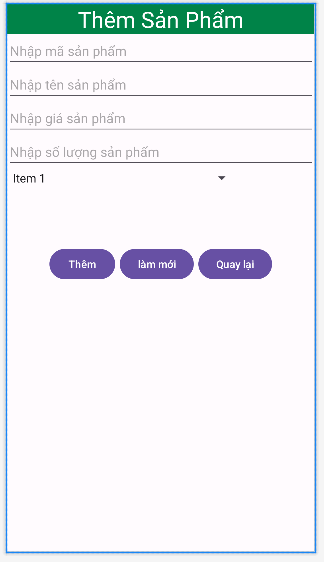 Thêm Sản Phẩm
Nhập mã sản phẩm
Nhập tên sản phẩm
Nhập giá sản phẩm
Nhập số lượng sản phẩm
Item 1
Thêm làm mới Quay lại